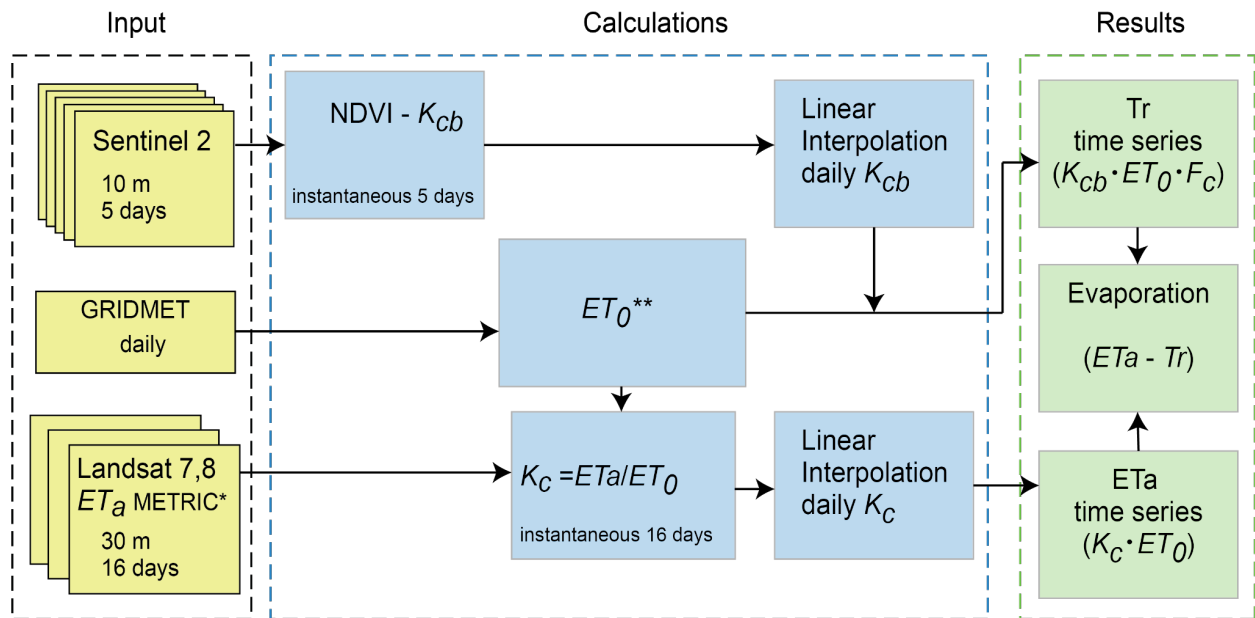 Input
Calculations
Results
Sentinel 2
10 m
5 days
NDVI - Kcb
instantaneous 5 days
Linear
Interpolation
daily Kcb
Tr
time series
(Kcb·ET0·Fc)
GRIDMET
daily
ET0**
Evaporation
(ETa - Tr)
Landsat 7,8
ETa METRIC*
30 m
16 days
Kc =ETa/ET0
instantaneous 16 days
Linear
Interpolation
daily Kc
ETa
time series
(Kc·ET0)